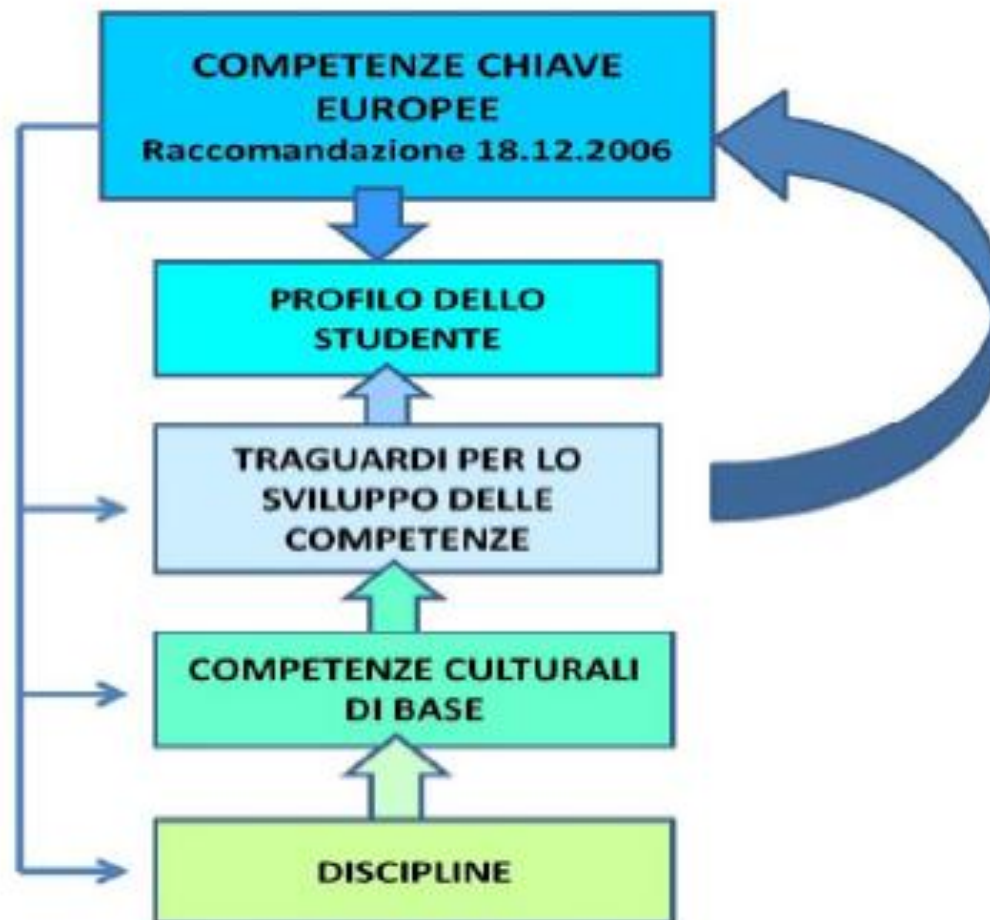 COMPETENZE CHIAVE
EUROPEE
Raccomandazione 18.12.2006
PROFILO DELLO
STUDENTE
TRAGUARDI PER LO
SVILUPPO DELLE
COMPETENZE
COMPETENZE CULTURALI
DI BASE
DISCIPLINE